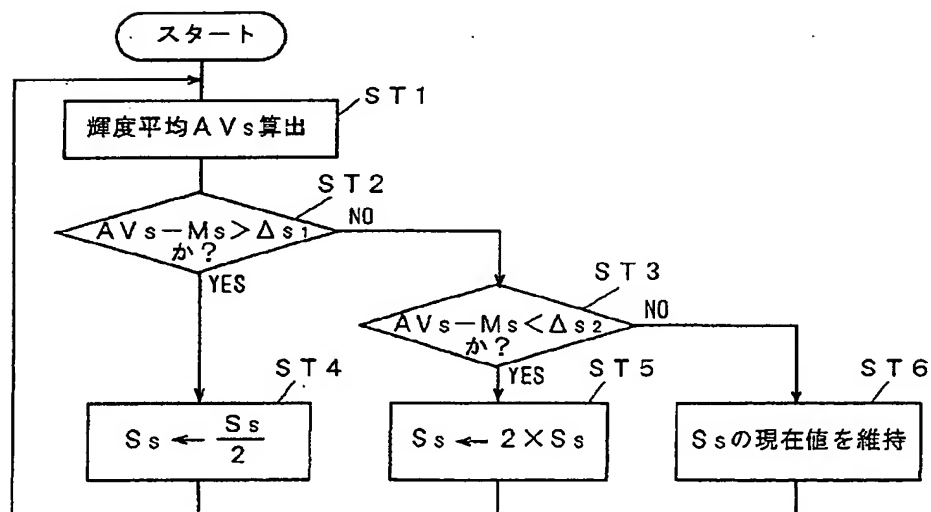 スタート
ST1
輝度平均AVs算出
ST2
AVs-Ms>Δs1
か?
NO
YES
ST3
AVs-Ms<Δs2
か?
NO
YES
ST4
Ss←Ss/2
ST5
Ss←2×Ss
ST6
Ssの現在値を維持